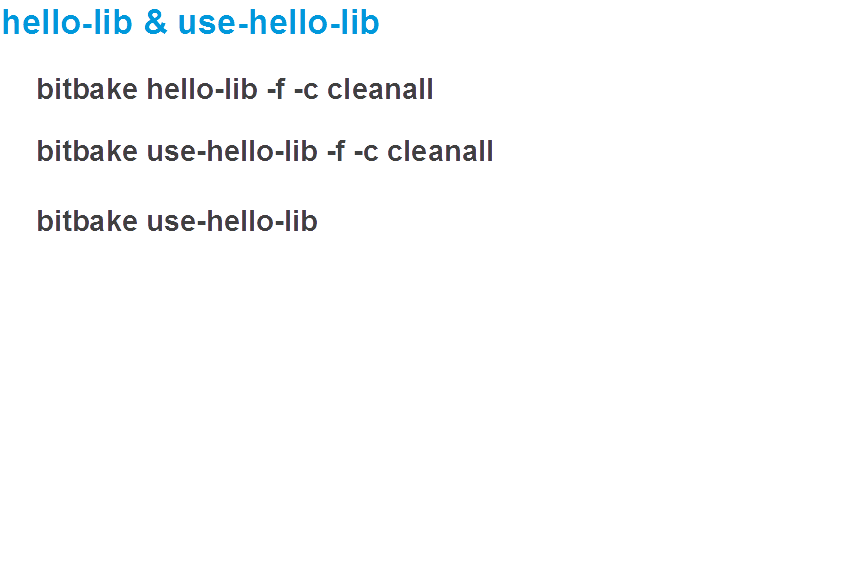 hello-lib & use-hello-lib
bitbake hello-lib -f -c cleanall
bitbake use-hello-lib -f -c cleanall
bitbake use-hello-lib